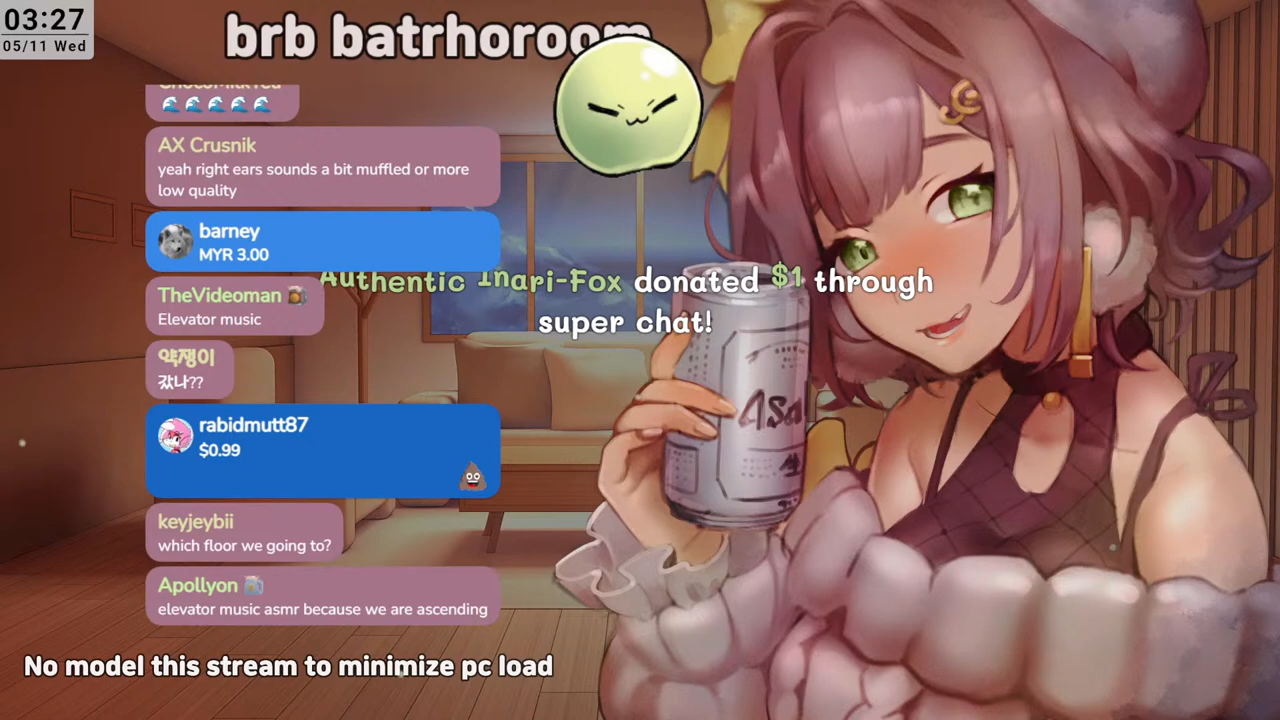 03:27
05/11 Wed
brb batrhoroom
AX Crusnik
yeah right ears sounds a bit muffled or more
low quality
barney
MYR 3.00
Authentic Inari-Fox donated $1 through
super chat!
TheVideoman
Elevator music
약쟁이
갔나??
rabidmutt87
$0.99
keyjeybii
which floor we going to?
Apollyon
elevator music asmr because we are ascending
No model this stream to minimize pc load